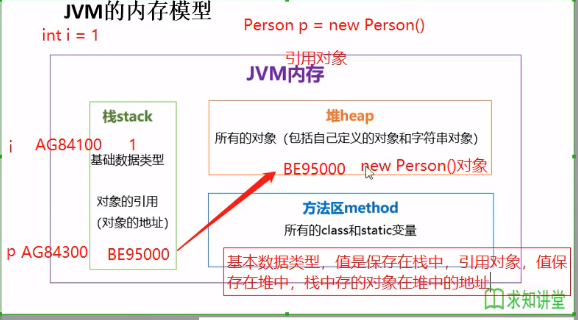 JVM的内存模型
int i = 1
Person p = new Person()
引用对象
JVM内存
栈stack
堆heap
所有的对象（包括自己定义的对象和字符串对象）
i AG84100 1
基础数据类型
BE95000 new Person()对象
对象的引用
（对象的地址）
方法区method
所有的class和static变量
p AG84300 BE95000
基本数据类型，值是保存在栈中，引用对象，值保
存在堆中，栈中存的对象在堆中的地址
求知讲堂